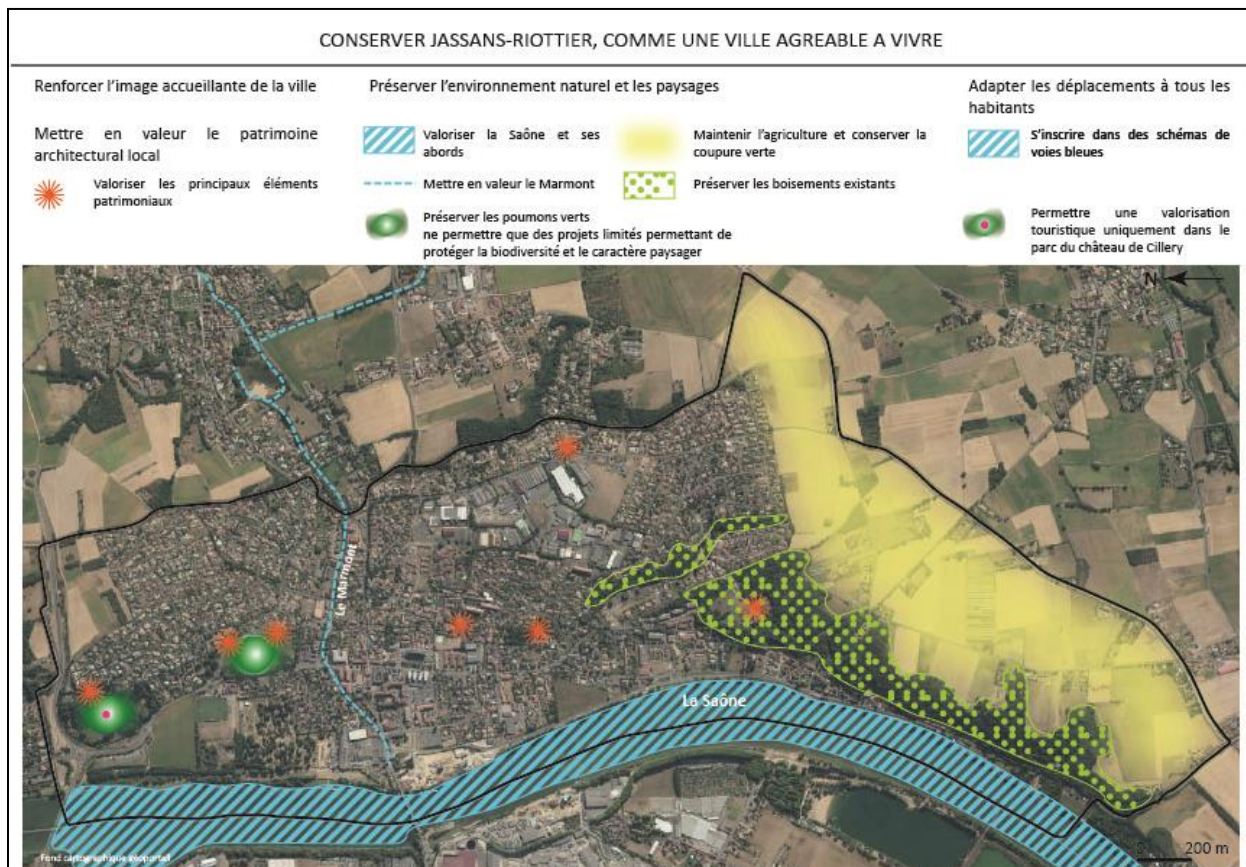 CONSERVER JASSANS-RIOTTIER, COMME UNE VILLE AGREABLE A VIVRE
Renforcer l'image accueillante de la ville
Mettre en valeur le patrimoine
architectural local
Valoriser les principaux éléments
patrimoniaux
Préserver l'environnement naturel et les paysages
Valoriser la Saône et ses
abords
Mettre en valeur le Marmont
Préserver les poumons verts
ne permettre que des projets limités permettant de
protéger la biodiversité et le caractère paysager
Maintenir l'agriculture et conserver la
coupure verte
Préserver les boisements existants
Adapter les déplacements à tous les
habitants
S'inscrire dans des schémas de
voies bleues
Permettre une valorisation
touristique uniquement dans le
parc du château de Cillery
N
Le Marmont
La Saône
Fond cartographique géoportail
200 m